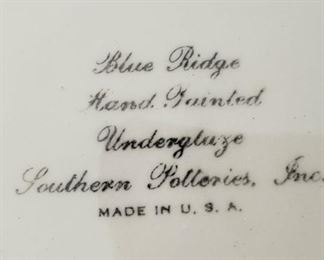 Blue Ridge
Hand Painted
Underglaze
Southern Potteries, Inc.
MADE IN U. S. A.